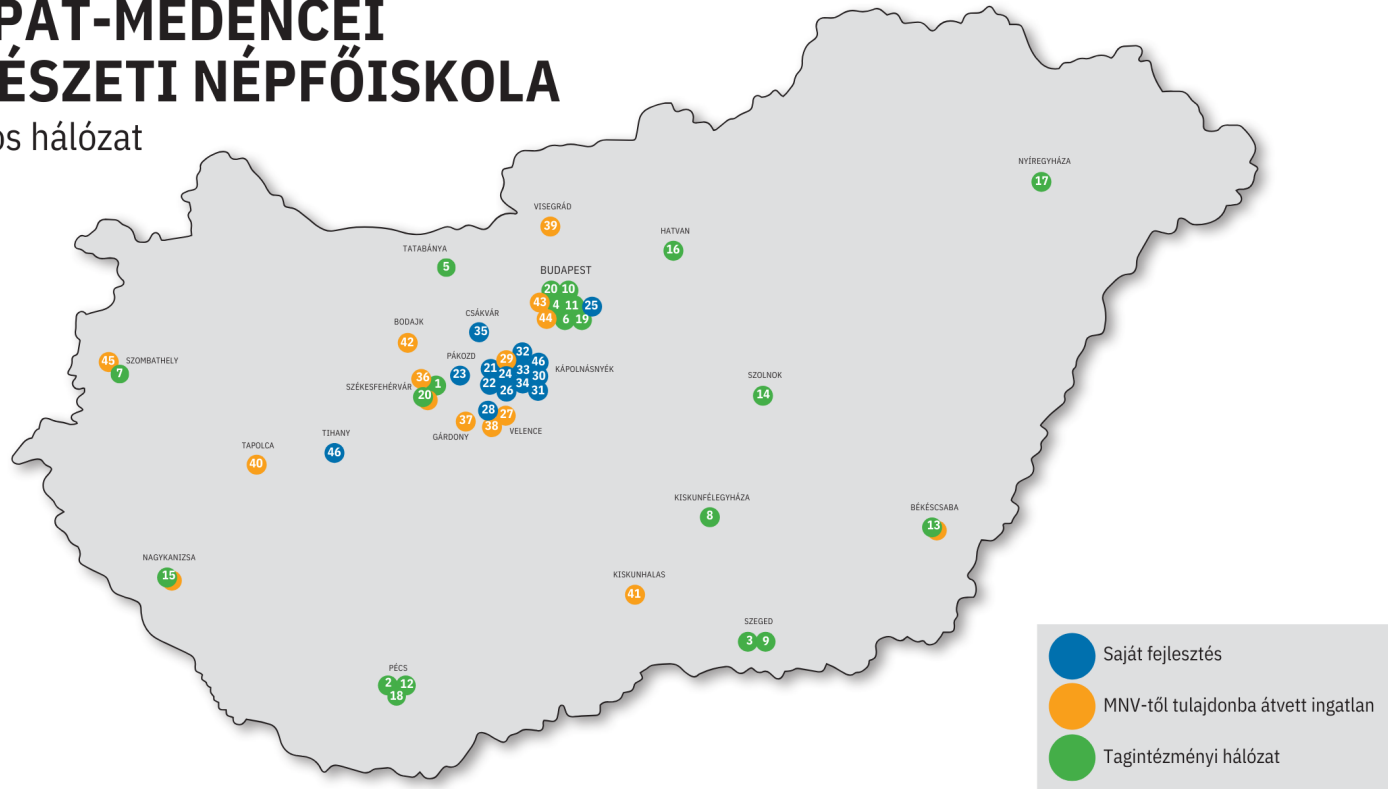 PÁT-MEDENCEI
ÉSZETI NÉPFŐISKOLA
os hálózat
NYÍREGYHÁZA
17
VISEGRÁD
39
HATVAN
16
TATABÁNYA
5
BUDAPEST
20 10
43 4 11 25
44 6 19
CSÁKVÁR
35
BODAJK
42
45 SZOMBATHELY
7
PÁKOZD
23
32
29 46
21 24 33 30 KÁPOLNÁSNYÉK
22 26 34 31
SZÉKESFEHÉRVÁR
36 1
20
SZOLNOK
14
28 27
37 38
GÁRDONY
VELENCE
TIHANY
46
TAPOLCA
40
KISKUNFÉLEGYHÁZA
8
BÉKÉSCSABA
13
NAGYKANIZSA
15
KISKUNHALAS
41
SZEGED
3 9
PÉCS
2 12
18
Saját fejlesztés
MNV-től tulajdonba átvett ingatlan
Tagintézményi hálózat